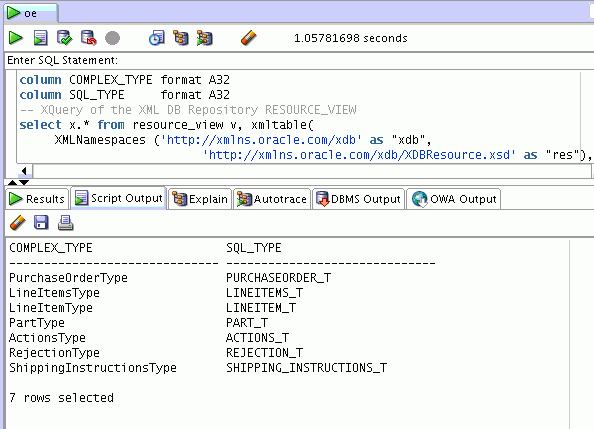 oe
1.05781698 seconds
Enter SQL Statement:
column COMPLEX_TYPE format A32
column SQL_TYPE     format A32
-- XQuery of the XML DB Repository RESOURCE_VIEW
select x.* from resource_view v, xmltable(
     XMLNamespaces ('http://xmlns.oracle.com/xdb' as "xdb",
                          'http://xmlns.oracle.com/xdb/XDBResource.xsd' as "res"),
Results Script Output Explain Autotrace DBMS Output OWA Output
COMPLEX_TYPE                     SQL_TYPE
-------------------------------- --------------------------------
PurchaseOrderType                PURCHASEORDER_T
LineItemsType                    LINEITEMS_T
LineItemType                     LINEITEM_T
PartType                         PART_T
ActionsType                      ACTIONS_T
RejectionType                    REJECTION_T
ShippingInstructionsType         SHIPPING_INSTRUCTIONS_T
7 rows selected